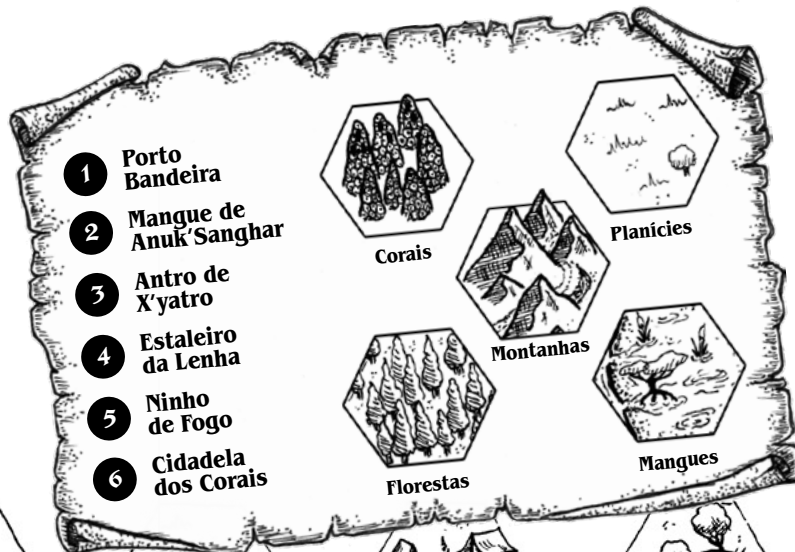 1 Porto
Bandeira
2 Mangue de
Anuk'Sanghar
3 Antro de
X'yatro
4 Estaleiro
da Lenha
5 Ninho
de Fogo
6 Cidadela
dos Corais
Corais
Planícies
Montanhas
Florestas
Mangues